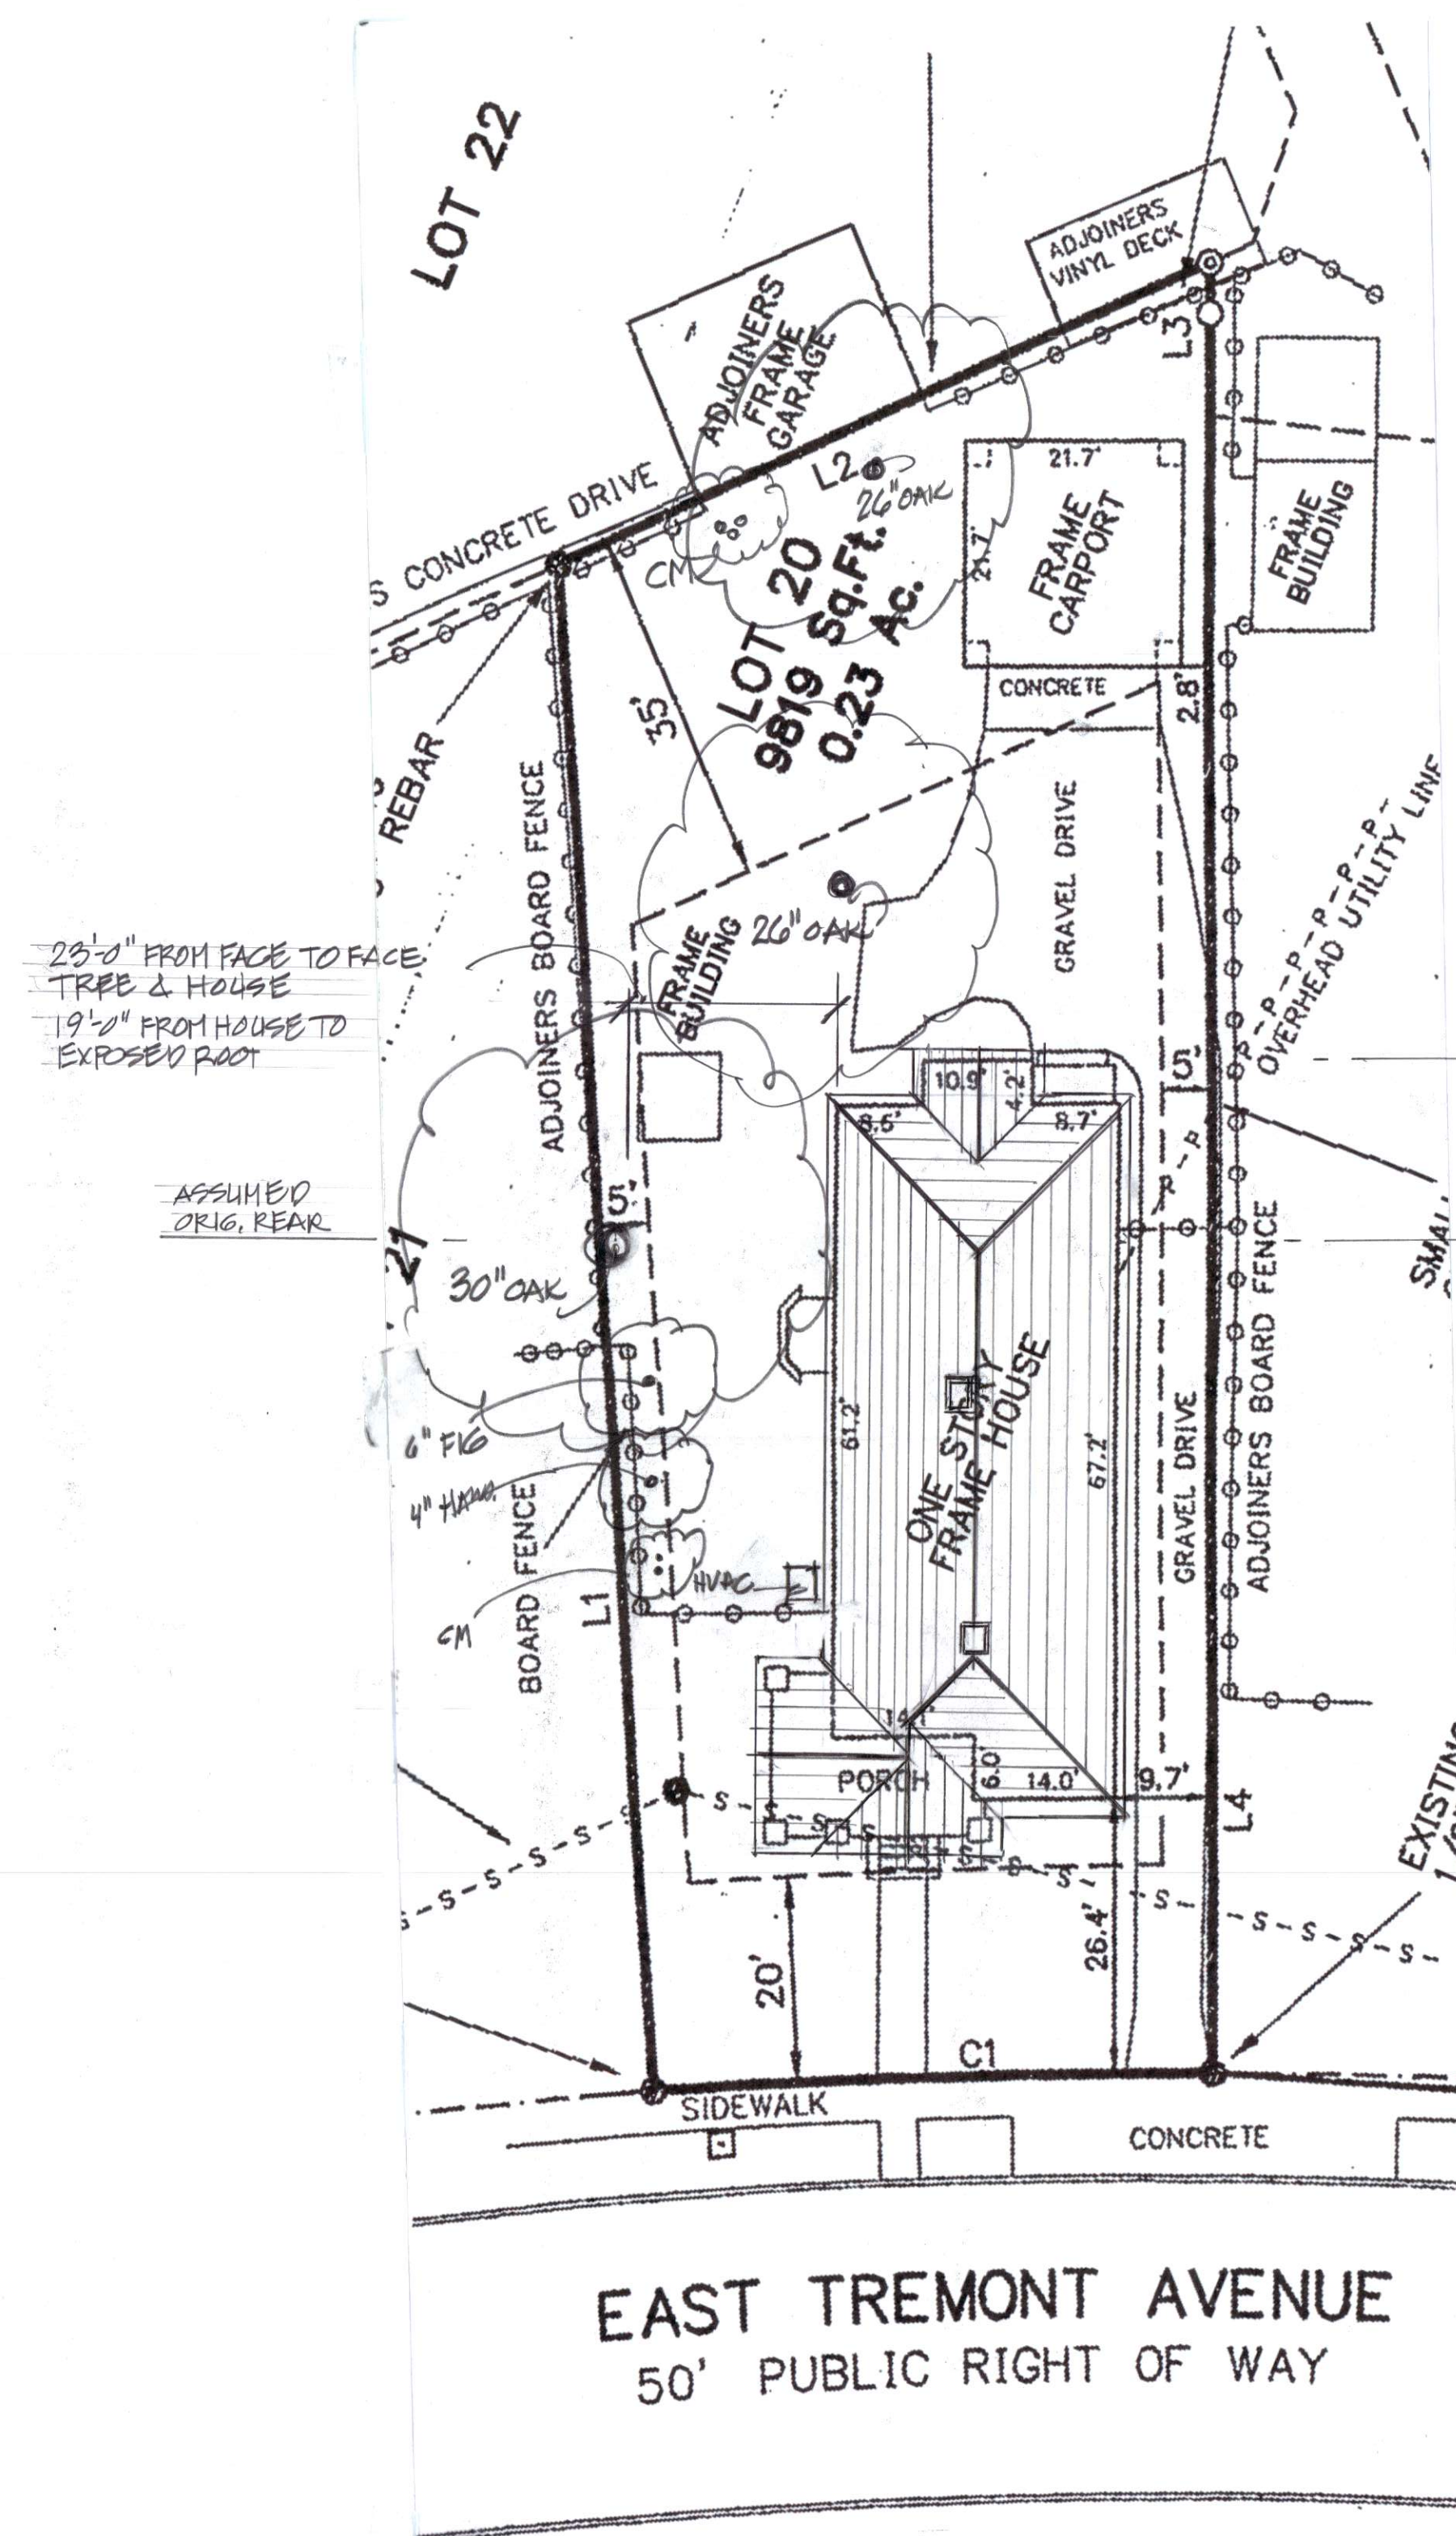 LOT 22
ADJOINERS
VINYL DECK
ADJOINERS
FRAME
GARAGE
L3
S CONCRETE DRIVE
L2
26" OAK
CM
21.7'
21.7'
FRAME
CARPORT
FRAME
BUILDING
LOT 20
9819 Sq.Ft.
0.23 Ac.
CONCRETE
2.8'
REBAR
35'
ADJOINERS BOARD FENCE
GRAVEL DRIVE
P-P-P-P-P-P-P-
OVERHEAD UTILITY LINE
26" OAK
FRAME
BUILDING
23'-0" FROM FACE TO FACE
TREE & HOUSE
19'-0" FROM HOUSE TO
EXPOSED ROOT
5'
10.9'
4.2'
8.7'
P-P
ASSUMED
ORIG. REAR
21
5'
30" OAK
ADJOINERS BOARD FENCE
61.2'
ONE STORY
FRAME HOUSE
67.2'
GRAVEL DRIVE
6" FIG
BOARD FENCE
L1
HVAC
CM
PORCH
6.0'
14.0'
9.7'
L4
EXISTING
S-S-S-S-S
S
S
S
S
S
S-S-S-S
20'
26.4'
C1
SIDEWALK
CONCRETE
EAST TREMONT AVENUE
50' PUBLIC RIGHT OF WAY